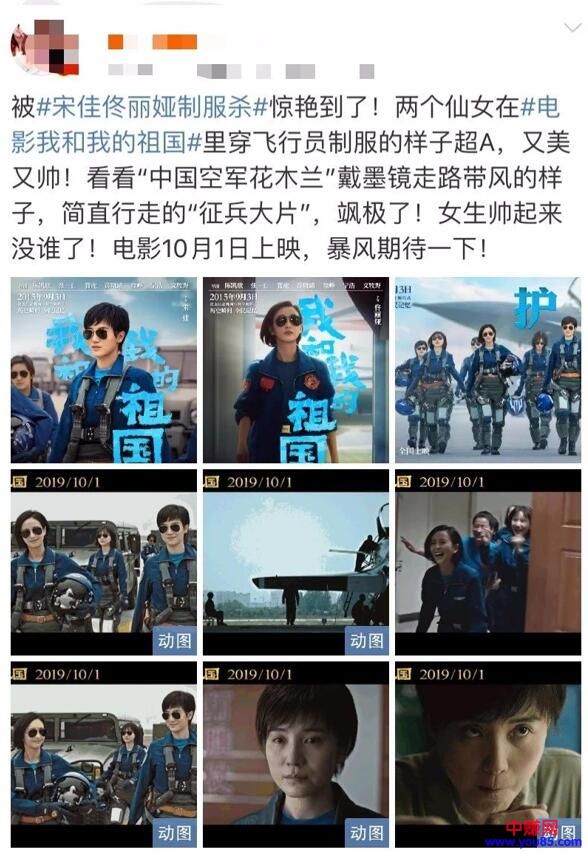 被#宋佳佟丽娅制服杀#惊艳到了！两个仙女在#电
影我和我的祖国#里穿飞行员制服的样子超A，又美
又帅！看看“中国空军花木兰”戴墨镜走路带风的样
子，简直行走的“征兵大片”，飒极了！女生帅起来
没谁了！电影10月1日上映，暴风期待一下！
2015年9月3日
我和
我的
祖国
2015年9月3日
佟丽娅
我和
我的
祖国
护
全国上映
国 2019/10/1
动图
国 2019/10/1
动图
国 2019/10/1
国 2019/10/1
动图
国 2019/10/1
动图
国 2019/10/1
动图
中赚网
www.you85.com